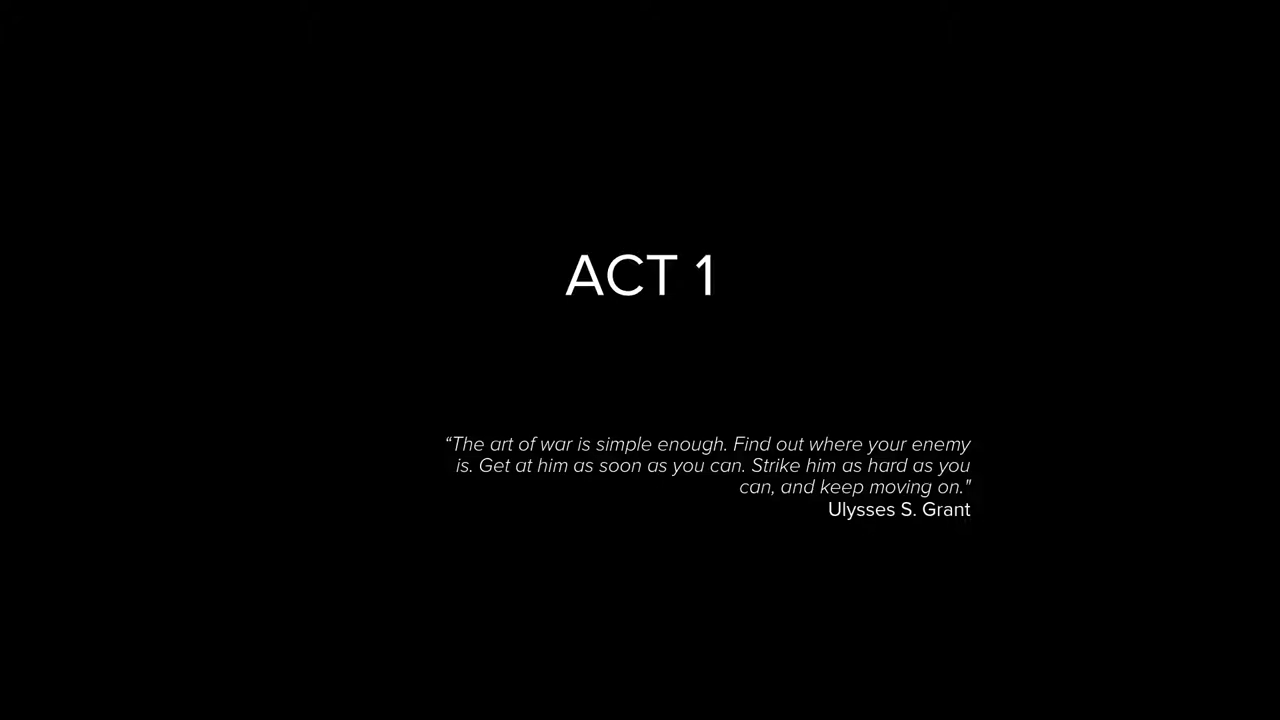 ACT 1
“The art of war is simple enough. Find out where your enemy
is. Get at him as soon as you can. Strike him as hard as you
can, and keep moving on."
Ulysses S. Grant